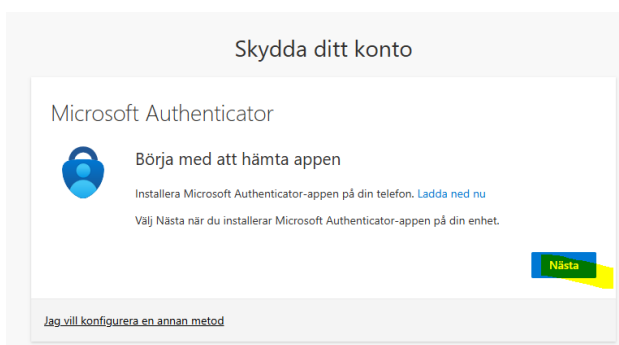 Skydda ditt konto
Microsoft Authenticator
Börja med att hämta appen
Installera Microsoft Authenticator-appen på din telefon. Ladda ned nu
Välj Nästa när du installerar Microsoft Authenticator-appen på din enhet.
Nästa
Jag vill konfigurera en annan metod